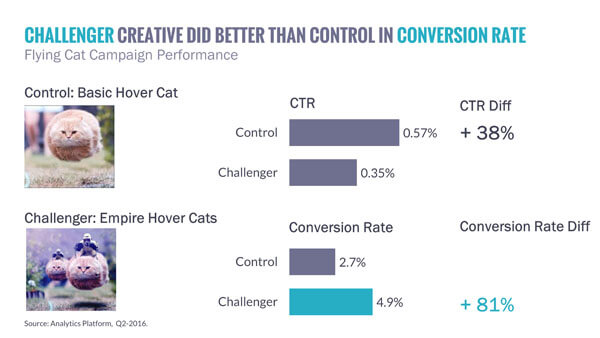 CHALLENGER CREATIVE DID BETTER THAN CONTROL IN CONVERSION RATE
Flying Cat Campaign Performance
Control: Basic Hover Cat
CTR
CTR Diff
Control 0.57%
+ 38%
Challenger 0.35%
Challenger: Empire Hover Cats
Conversion Rate
Conversion Rate Diff
Control 2.7%
Challenger 4.9%
+ 81%
Source: Analytics Platform, Q2-2016.